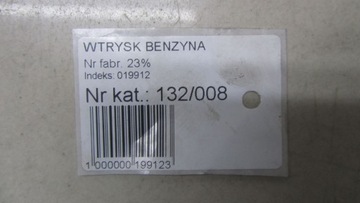 WTRYSK BENZYNA
Nr fabr. 23%
Indeks: 019912
Nr kat.: 132/008
1 000000 199123